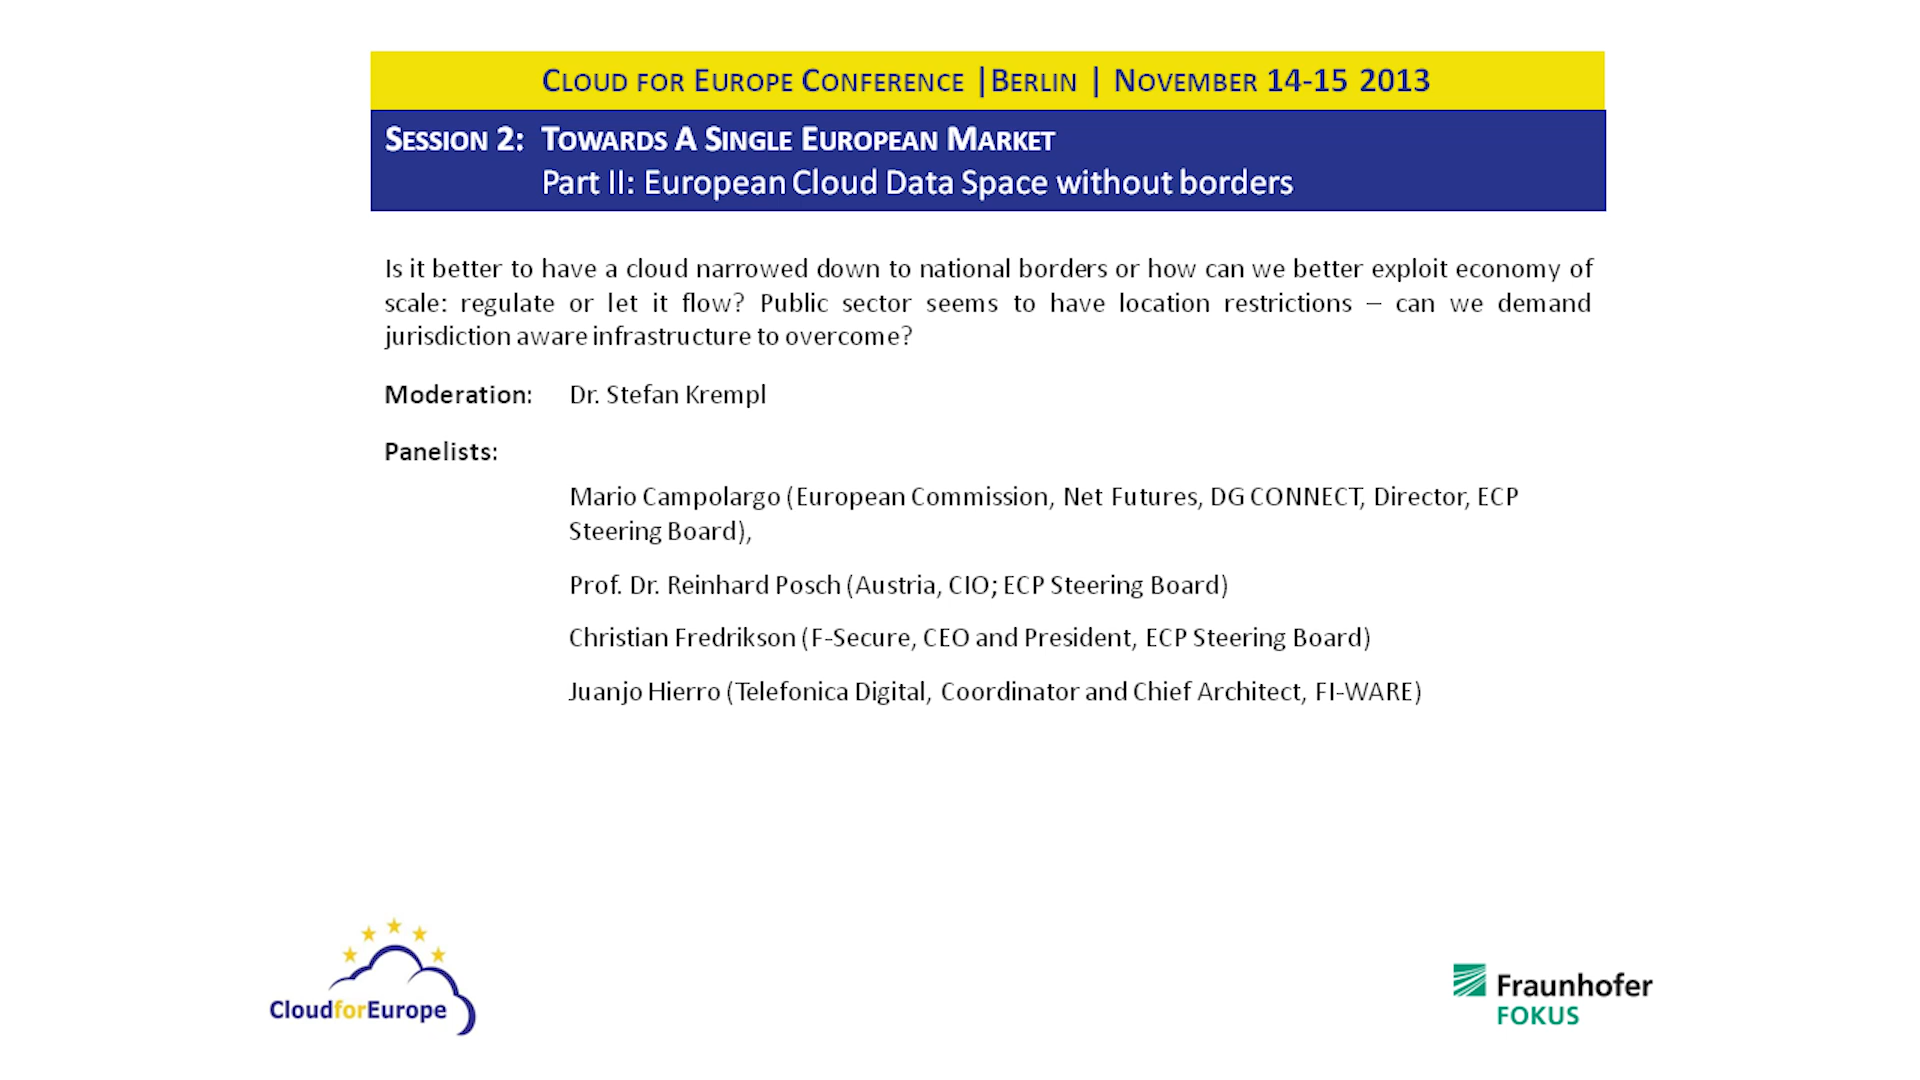 CLOUD FOR EUROPE CONFERENCE | BERLIN | NOVEMBER 14-15 2013
SESSION 2: TOWARDS A SINGLE EUROPEAN MARKET
Part II: European Cloud Data Space without borders
Is it better to have a cloud narrowed down to national borders or how can we better exploit economy of
scale: regulate or let it flow? Public sector seems to have location restrictions – can we demand
jurisdiction aware infrastructure to overcome?
Moderation: Dr. Stefan Krempl
Panelists:
Mario Campolargo (European Commission, Net Futures, DG CONNECT, Director, ECP
Steering Board),
Prof. Dr. Reinhard Posch (Austria, CIO; ECP Steering Board)
Christian Fredrikson (F-Secure, CEO and President, ECP Steering Board)
Juanjo Hierro (Telefonica Digital, Coordinator and Chief Architect, FI-WARE)
CloudforEurope
Fraunhofer
FOKUS